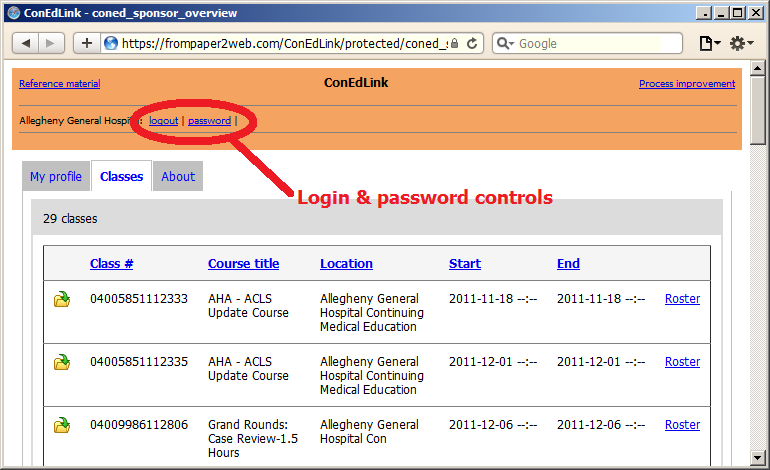 ConEdLink - coned_sponsor_overview
https://frompaper2web.com/ConEdLink/protected/coned_s
Google
Reference material
ConEdLink
Process improvement
Allegheny General Hospital: logout | password |
Login & password controls
My profile
Classes
About
29 classes
Class # Course title Location Start End
04005851112333 AHA - ACLS Allegheny General 2011-11-18 --:-- 2011-11-18 --:-- Roster
Update Course Hospital Continuing
Medical Education
04005851112335 AHA - ACLS Allegheny General 2011-12-01 --:-- 2011-12-01 --:-- Roster
Update Course Hospital Continuing
Medical Education
04009986112806 Grand Rounds: Allegheny General 2011-12-06 --:-- 2011-12-06 --:-- Roster
Case Review-1.5 Hospital Con
Hours